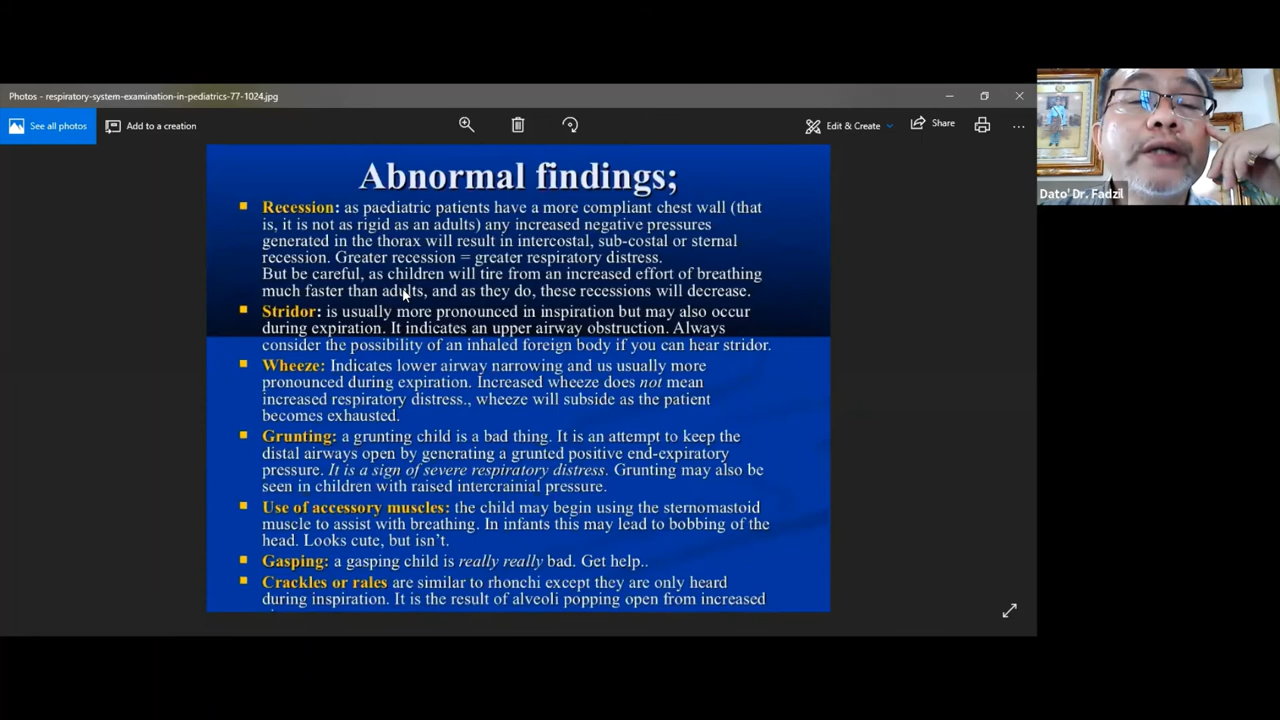 Photos - respiratory-system-examination-in-pediatrics-77-1024.jpg
See all photos
Add to a creation
Edit & Create
Share
Dato' Dr. Fadzil
Abnormal findings;
Recession: as paediatric patients have a more compliant chest wall (that
is, it is not as rigid as an adults) any increased negative pressures
generated in the thorax will result in intercostal, sub-costal or sternal
recession. Greater recession = greater respiratory distress.
But be careful, as children will tire from an increased effort of breathing
much faster than adults, and as they do, these recessions will decrease.
Stridor: is usually more pronounced in inspiration but may also occur
during expiration. It indicates an upper airway obstruction. Always
consider the possibility of an inhaled foreign body if you can hear stridor.
Wheeze: Indicates lower airway narrowing and us usually more
pronounced during expiration. Increased wheeze does not mean
increased respiratory distress., wheeze will subside as the patient
becomes exhausted.
Grunting: a grunting child is a bad thing. It is an attempt to keep the
distal airways open by generating a grunted positive end-expiratory
pressure. It is a sign of severe respiratory distress. Grunting may also be
seen in children with raised intercrainial pressure.
Use of accessory muscles: the child may begin using the sternomastoid
muscle to assist with breathing. In infants this may lead to bobbing of the
head. Looks cute, but isn't.
Gasping: a gasping child is really really bad. Get help..
Crackles or rales are similar to rhonchi except they are only heard
during inspiration. It is the result of alveoli popping open from increased